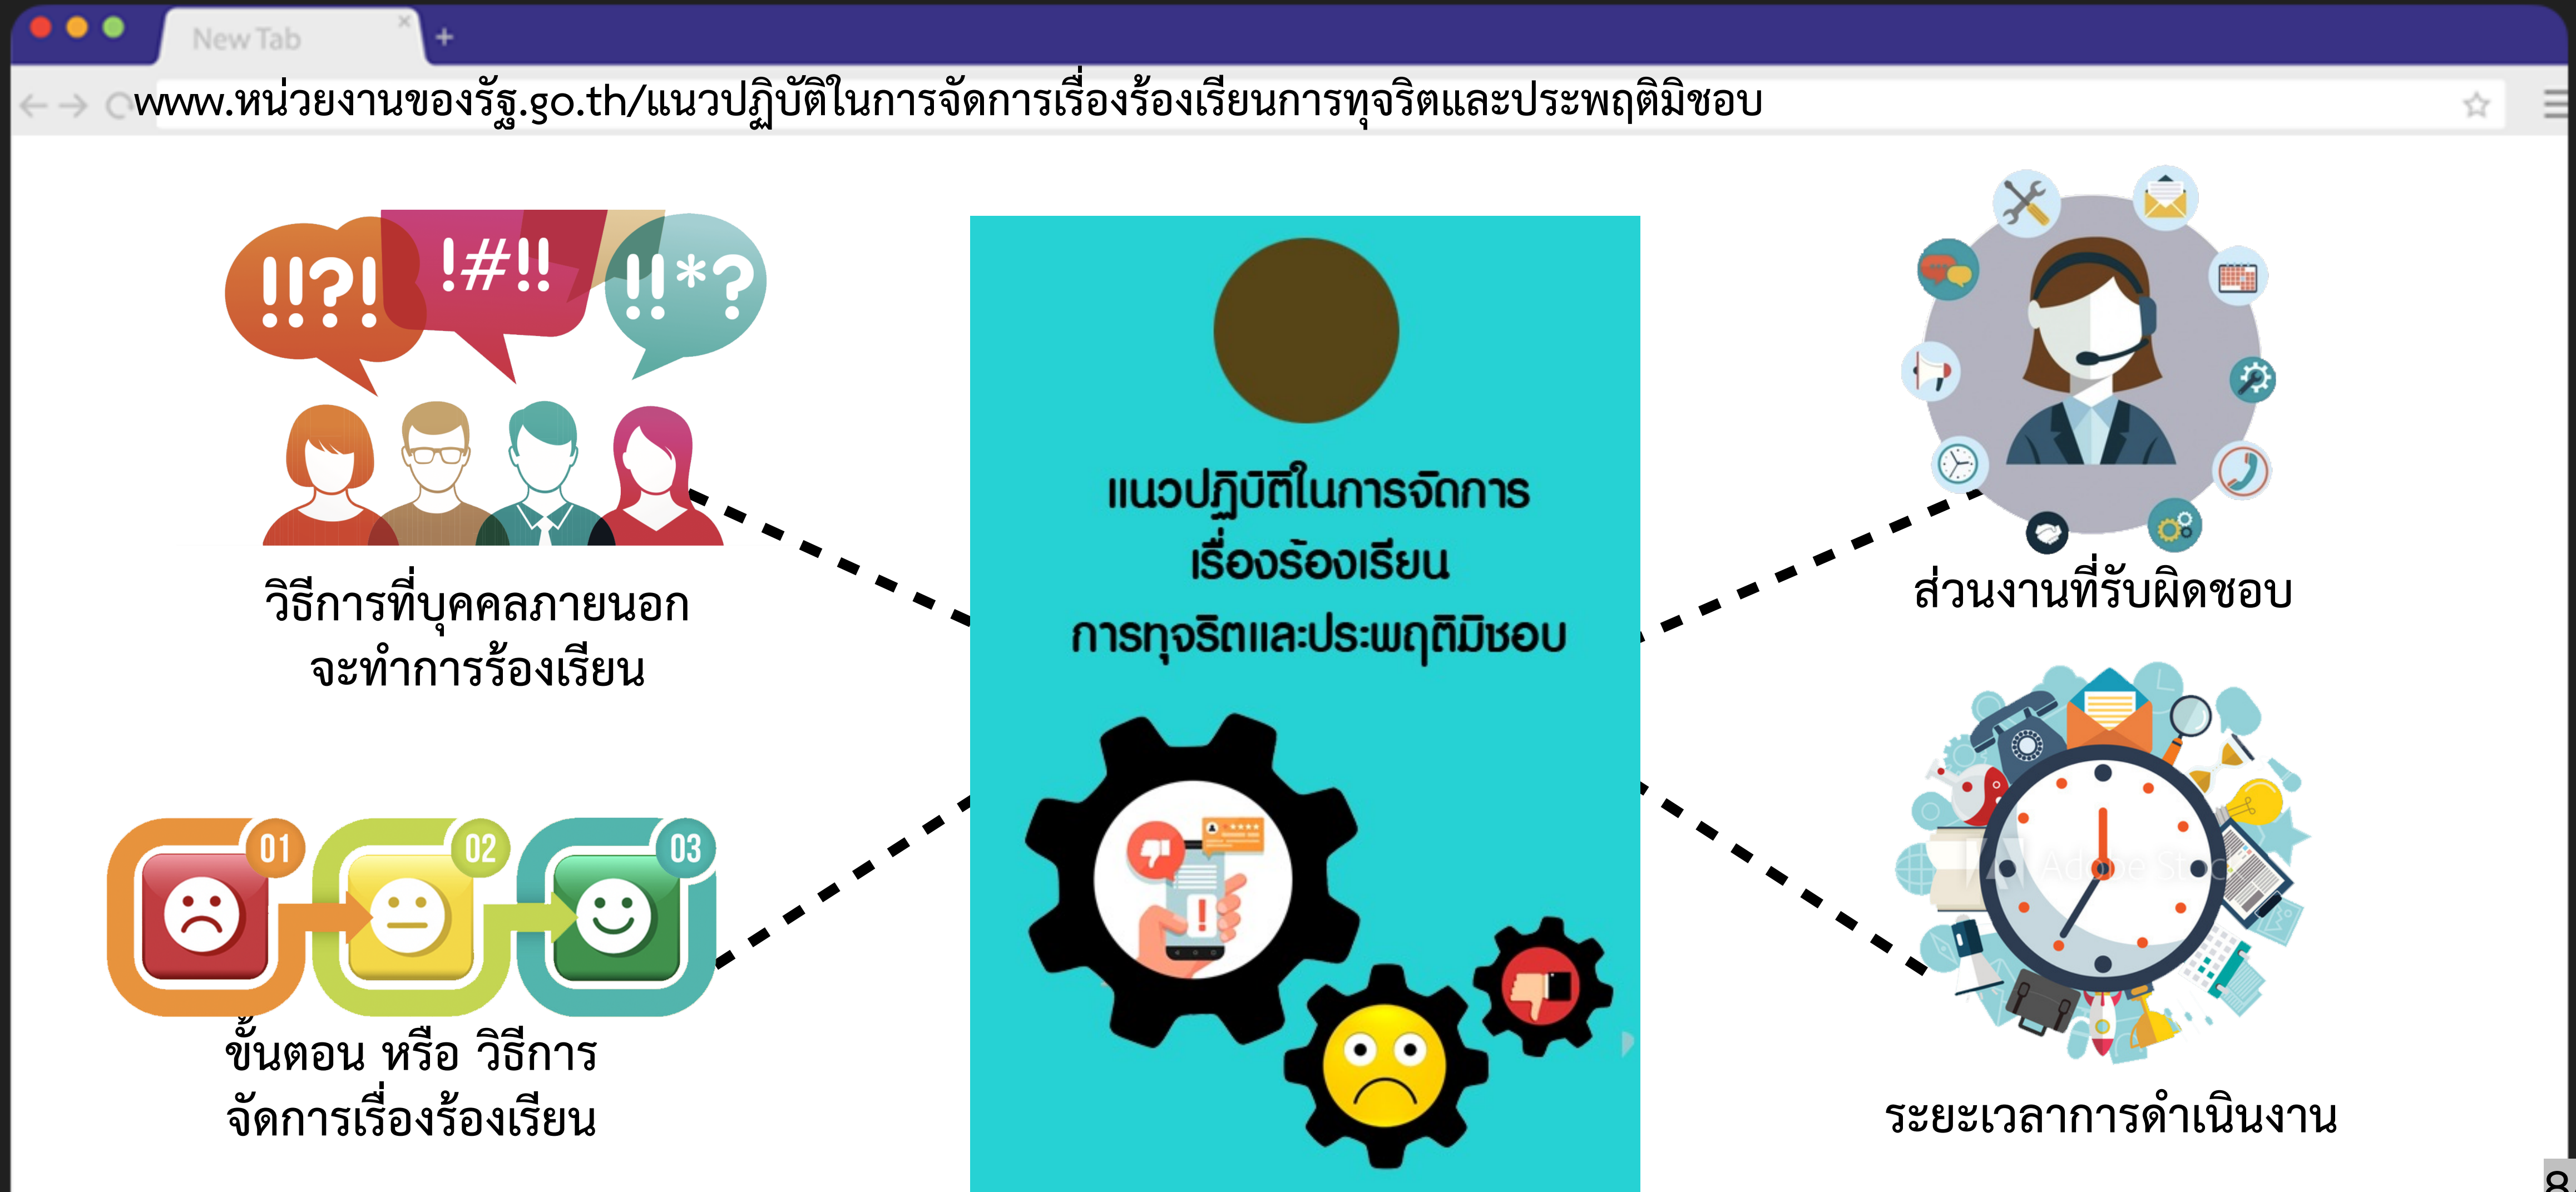 New Tab
www.หน่วยงานของรัฐ.go.th/แนวปฏิบัติในการจัดการเรื่องร้องเรียนการทุจริตและประพฤติมิชอบ
!!?!
!#!!
!!*?
วิธีการที่บุคคลภายนอก
จะทำการร้องเรียน
01
02
03
ขั้นตอน หรือ วิธีการ
จัดการเรื่องร้องเรียน
แนวปฏิบัติในการจัดการ
เรื่องร้องเรียน
การทุจริตและประพฤติมิชอบ
!
ส่วนงานที่รับผิดชอบ
Adobe Stoc
ระยะเวลาการดำเนินงาน
8